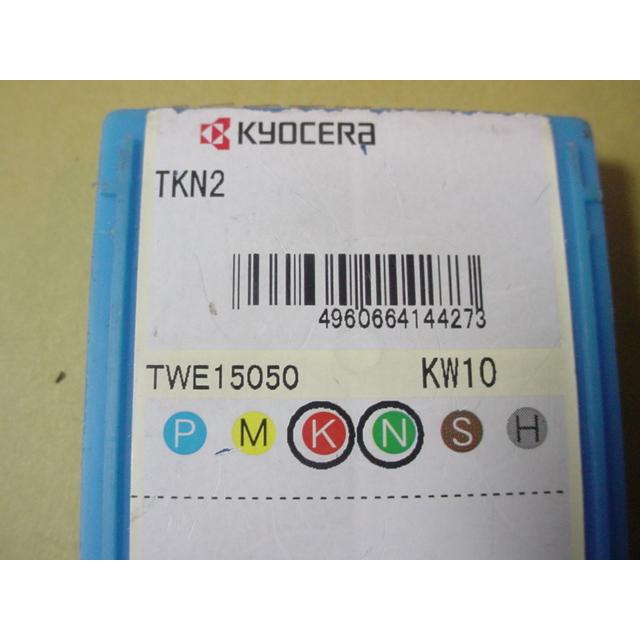 KYOCERA
TKN2
4960664144273
TWE15050 KW10
P M K N S H